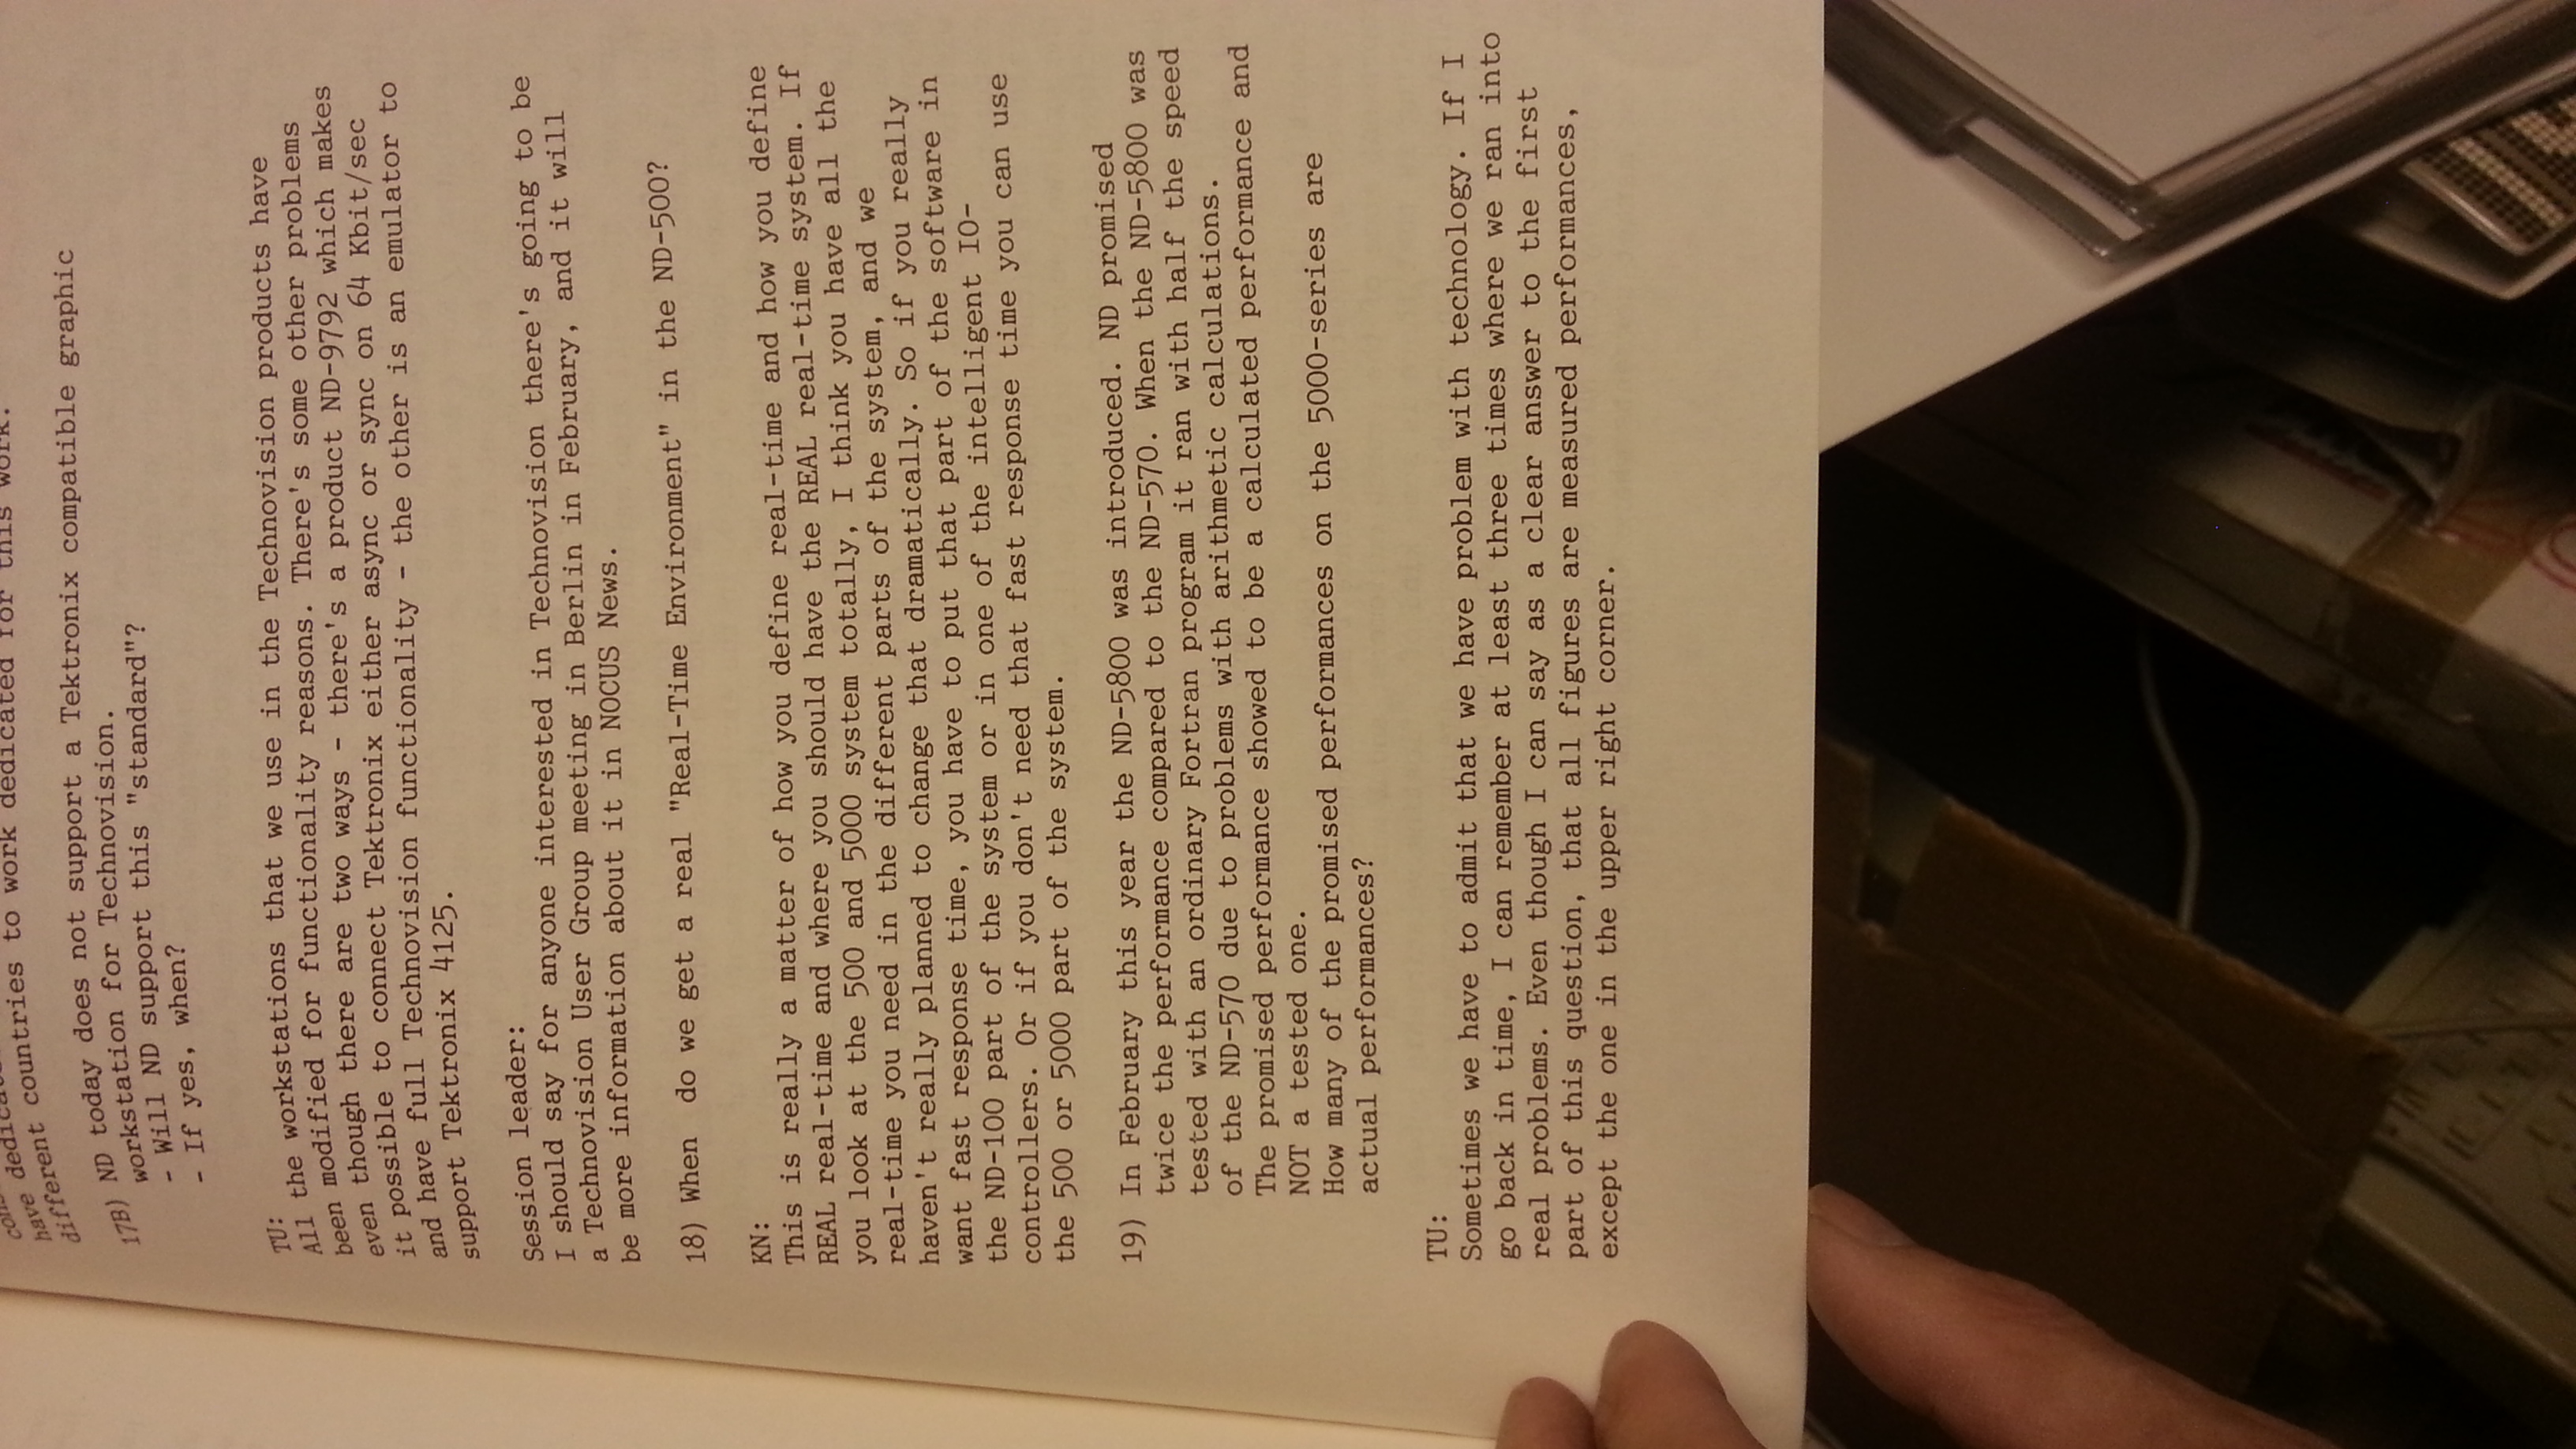 have dedicat
different countries to work dedicated for this work.
17B) ND today does not support a Tektronix compatible graphic
workstation for Technovision.
- Will ND support this "standard"?
- If yes, when?
TU:
All the workstations that we use in the Technovision products have
been modified for functionality reasons. There's some other problems
even though there are two ways - there's a product ND-9792 which makes
it possible to connect Tektronix either async or sync on 64 Kbit/sec
and have full Technovision functionality - the other is an emulator to
support Tektronix 4125.
Session leader:
I should say for anyone interested in Technovision there's going to be
a Technovision User Group meeting in Berlin in February, and it will
be more information about it in NOCUS News.
18) When do we get a real "Real-Time Environment" in the ND-500?
KN:
This is really a matter of how you define real-time and how you define
REAL real-time and where you should have the REAL real-time system. If
you look at the 500 and 5000 system totally, I think you have all the
real-time you need in the different parts of the system, and we
haven't really planned to change that dramatically. So if you really
want fast response time, you have to put that part of the software in
the ND-100 part of the system or in one of the intelligent IO-
controllers. Or if you don't need that fast response time you can use
the 500 or 5000 part of the system.
19) In February this year the ND-5800 was introduced. ND promised
twice the performance compared to the ND-570. When the ND-5800 was
tested with an ordinary Fortran program it ran with half the speed
of the ND-570 due to problems with arithmetic calculations.
The promised performance showed to be a calculated performance and
NOT a tested one.
How many of the promised performances on the 5000-series are
actual performances?
TU:
Sometimes we have to admit that we have problem with technology. If I
go back in time, I can remember at least three times where we ran into
real problems. Even though I can say as a clear answer to the first
part of this question, that all figures are measured performances,
except the one in the upper right corner.